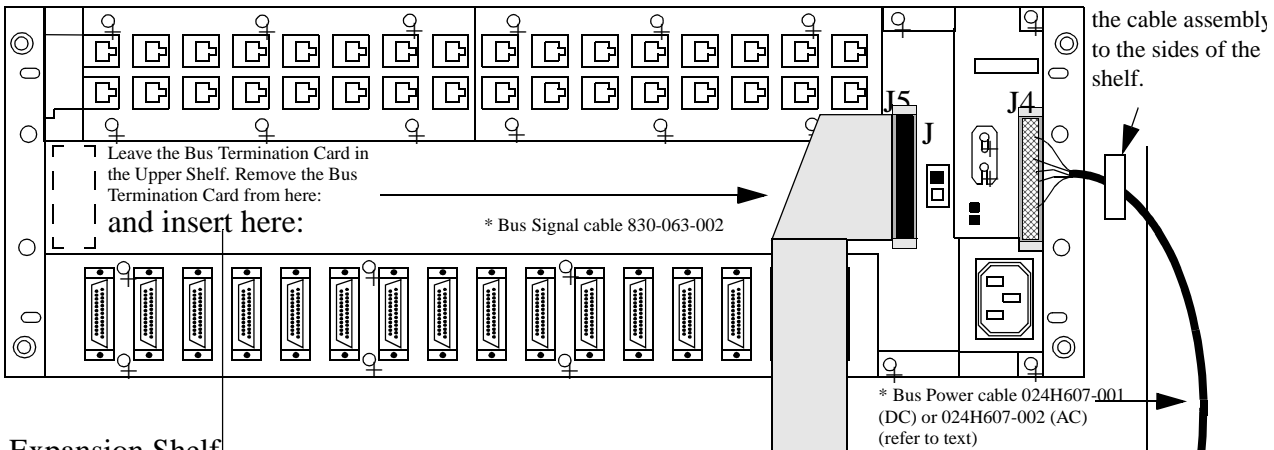 the cable assembly
to the sides of the
shelf.
J5
J4
J
Leave the Bus Termination Card in
the Upper Shelf. Remove the Bus
Termination Card from here:
and insert here:
* Bus Signal cable 830-063-002
* Bus Power cable 024H607-001
(DC) or 024H607-002 (AC)
(refer to text)
Expansion Shelf